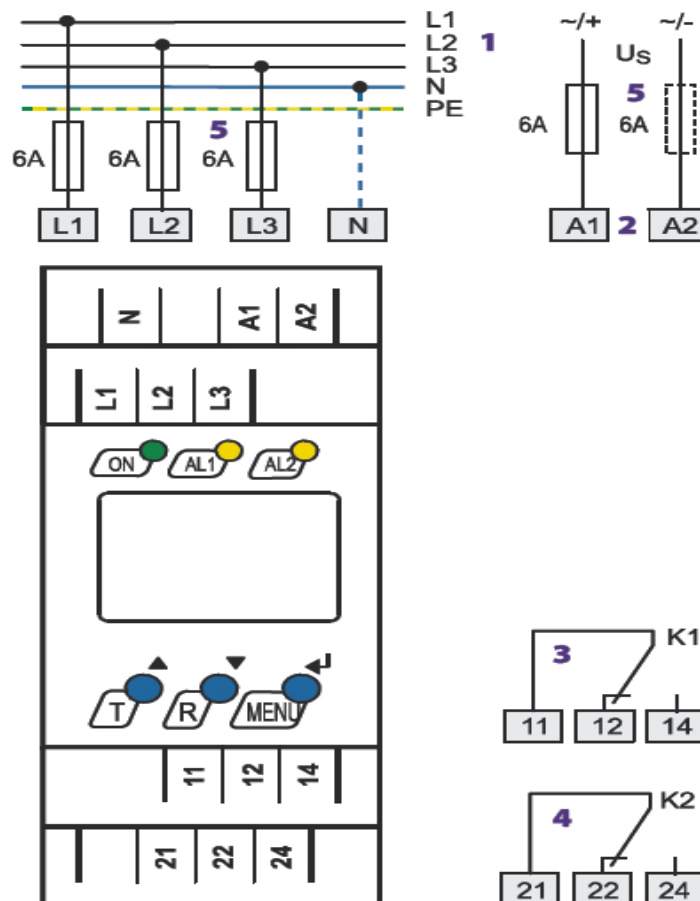 L1
L2 1
L3
N
PE
~/+ ~/-
Us
5 5
6A 6A 6A 6A 6A
L1 L2 L3 N A1 2 A2
N A1 A2
L1 L2 L3
ON AL1 AL2
T R MENU
11 12 14
21 22 24
K1
3
11 12 14
K2
4
21 22 24